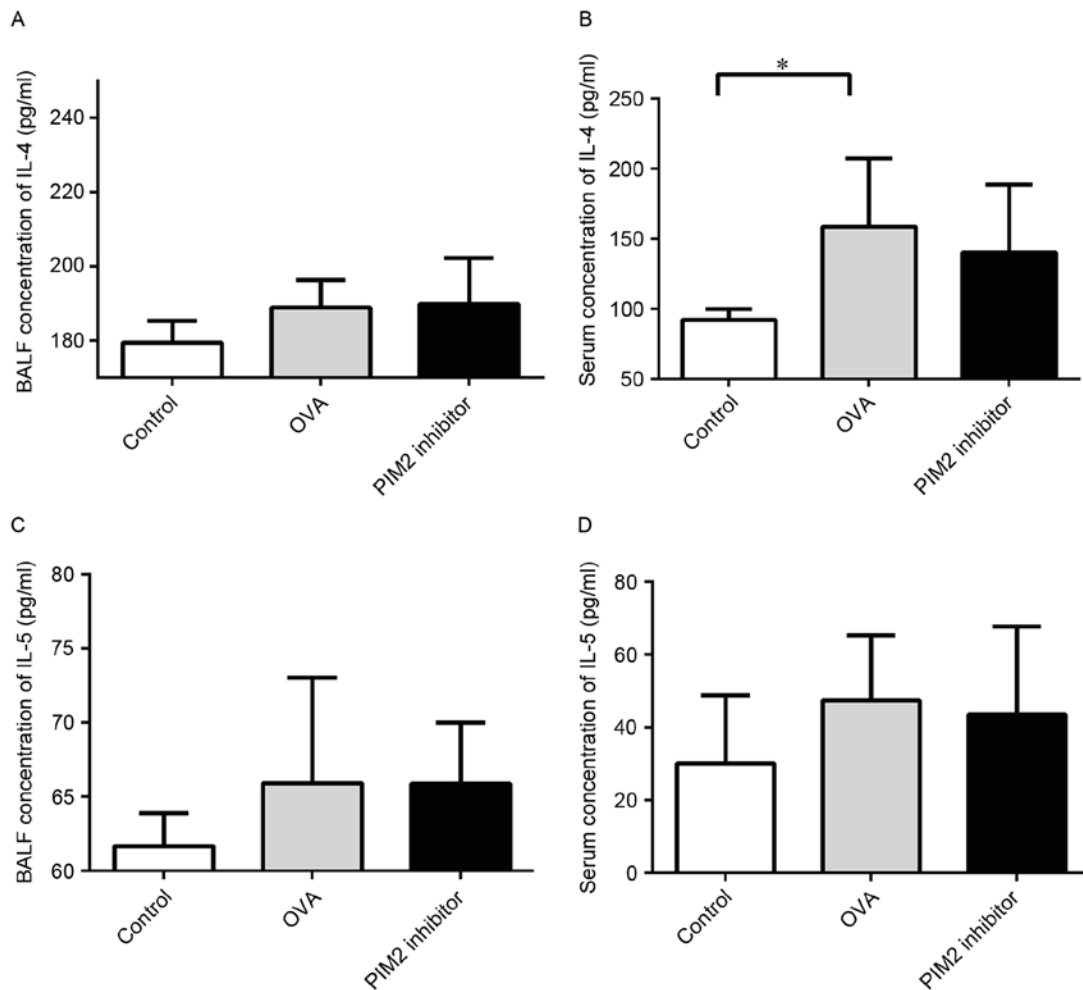 A
BALF concentration of IL-4 (pg/ml)
240
220
200
180
Control
OVA
PIM2 inhibitor
B
*
Serum concentration of IL-4 (pg/ml)
250
200
150
100
50
Control
OVA
PIM2 inhibitor
C
BALF concentration of IL-5 (pg/ml)
80
75
70
65
60
Control
OVA
PIM2 inhibitor
D
Serum concentration of IL-5 (pg/ml)
80
60
40
20
0
Control
OVA
PIM2 inhibitor